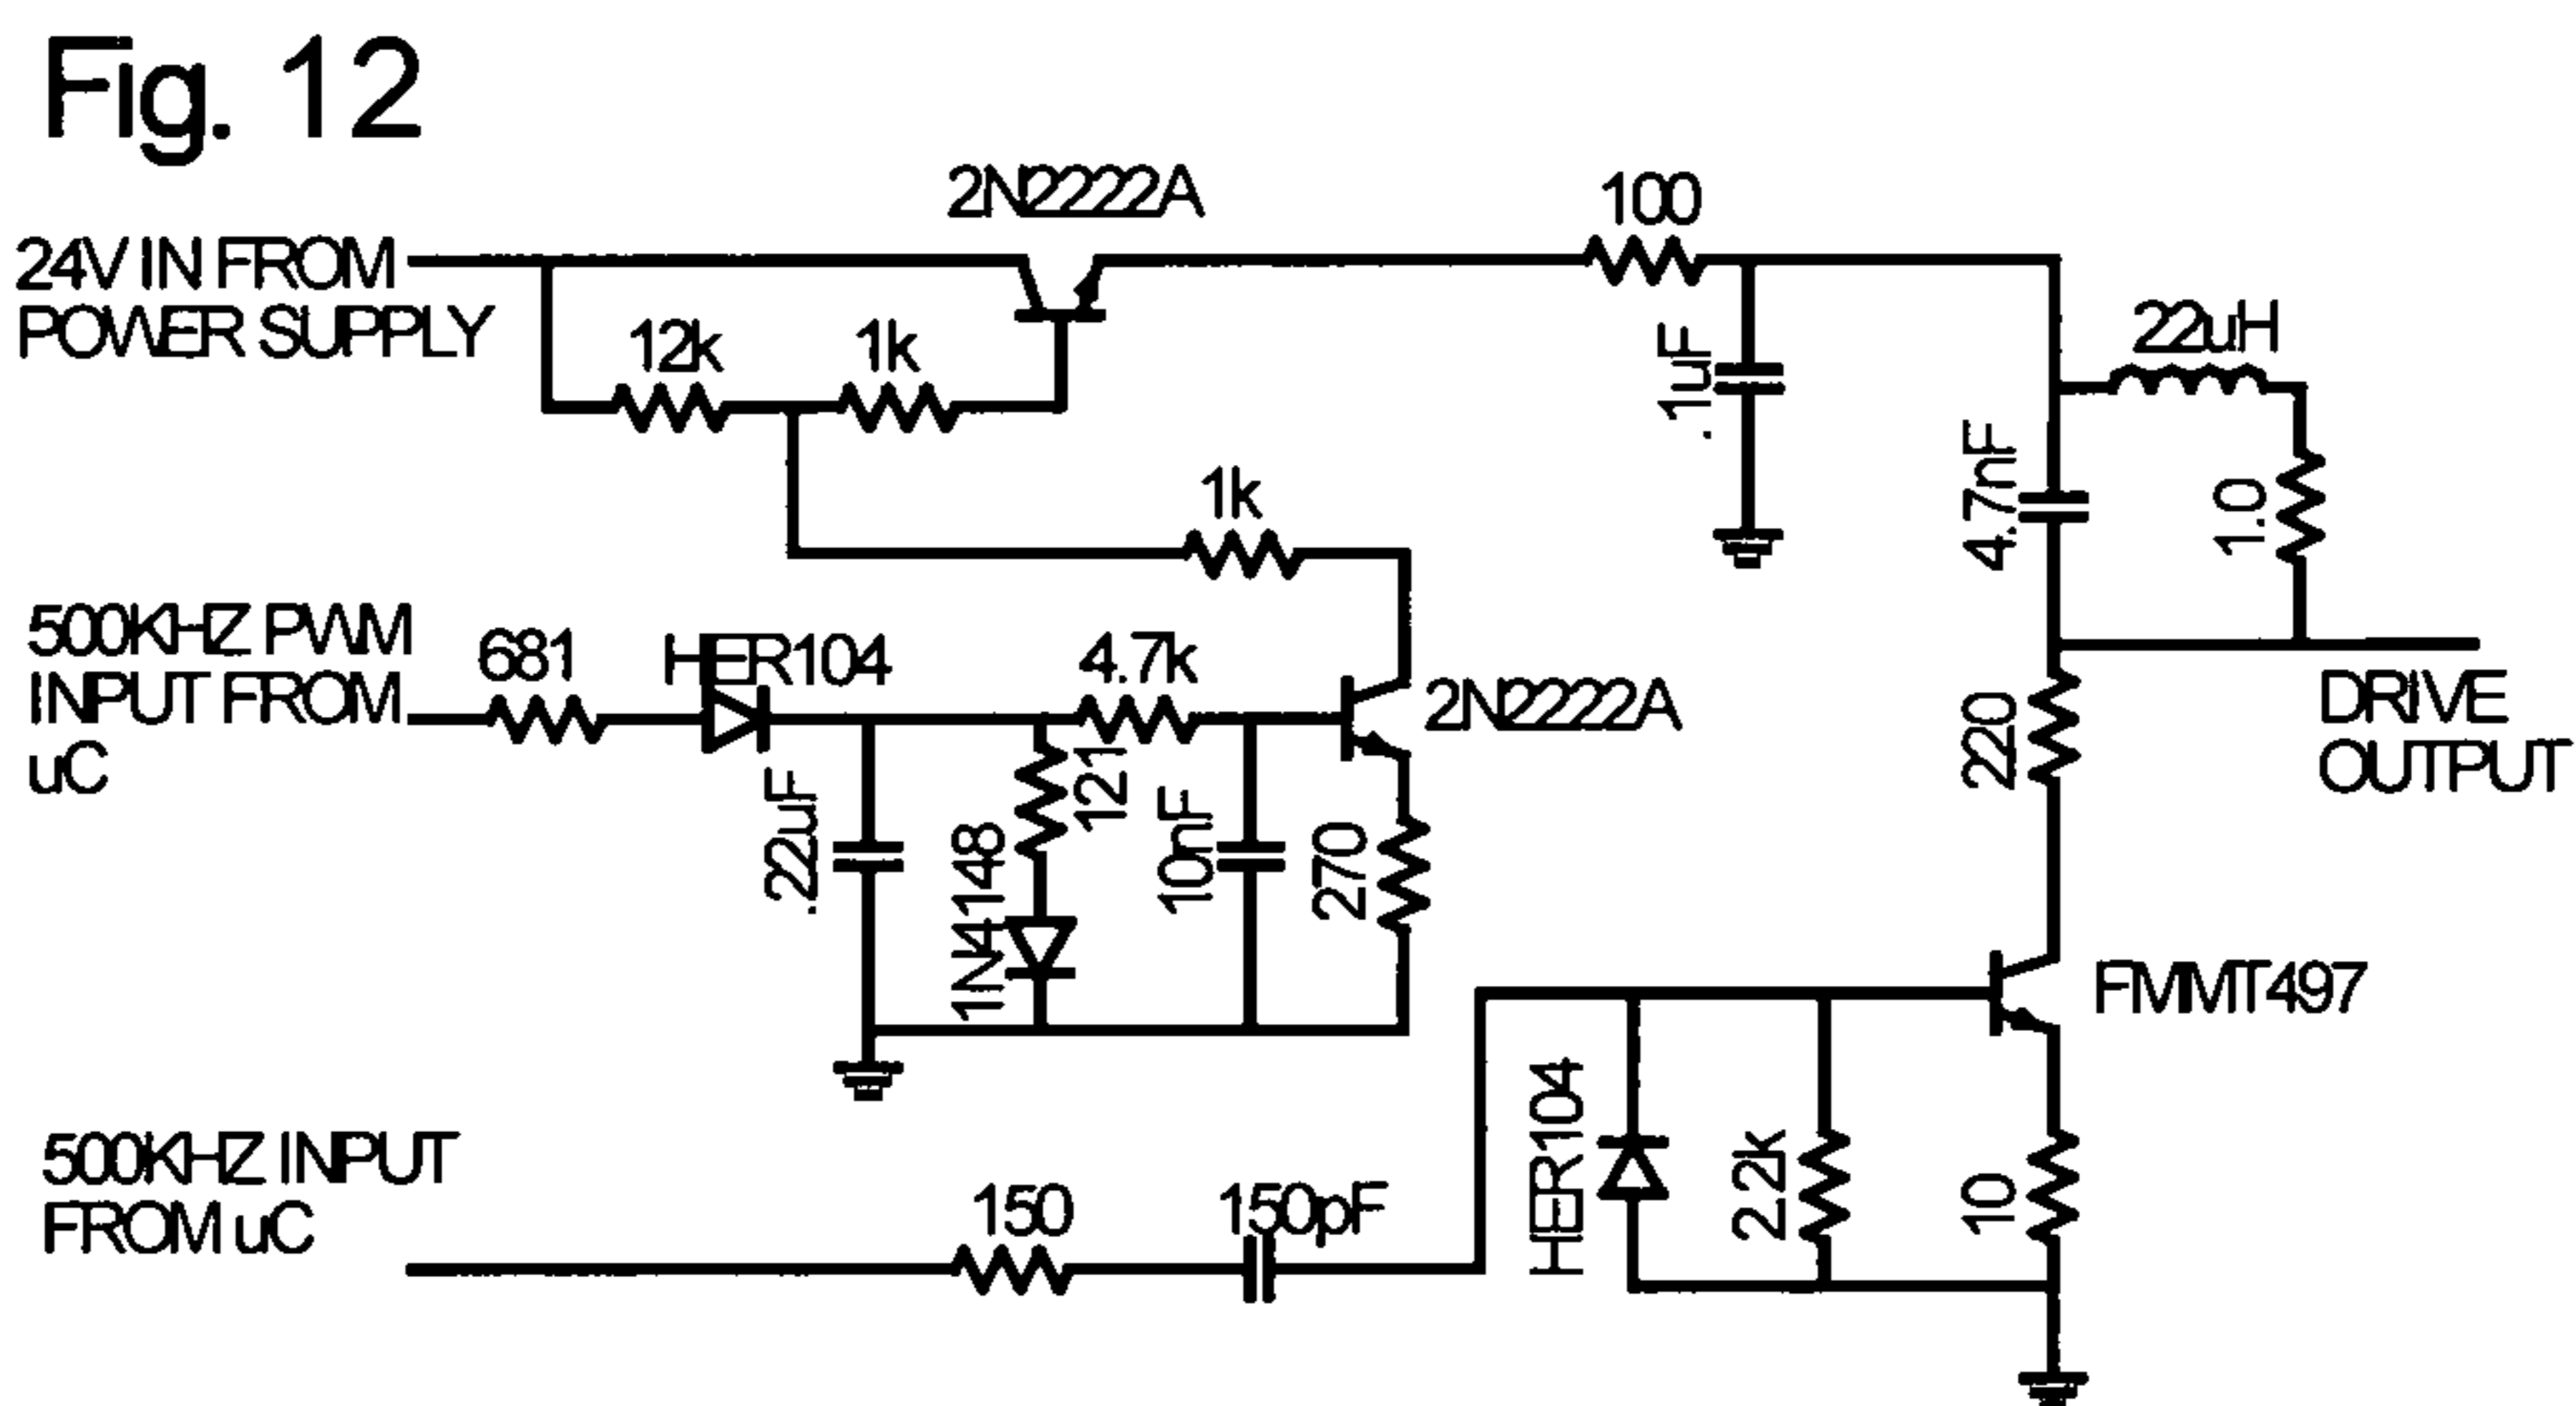 Fig. 12
2N2222A
100
24V IN FROM
POWER SUPPLY
12k
1k
.1uF
22uH
4.7nF
1.0
1k
500KHZ PWM
INPUT FROM
uC
681
HER104
4.7k
2N2222A
DRIVE
OUTPUT
220
.22uF
121
1N4148
10nF
270
FMMT497
500KHZ INPUT
FROM uC
150
150pF
HER104
2.2k
10